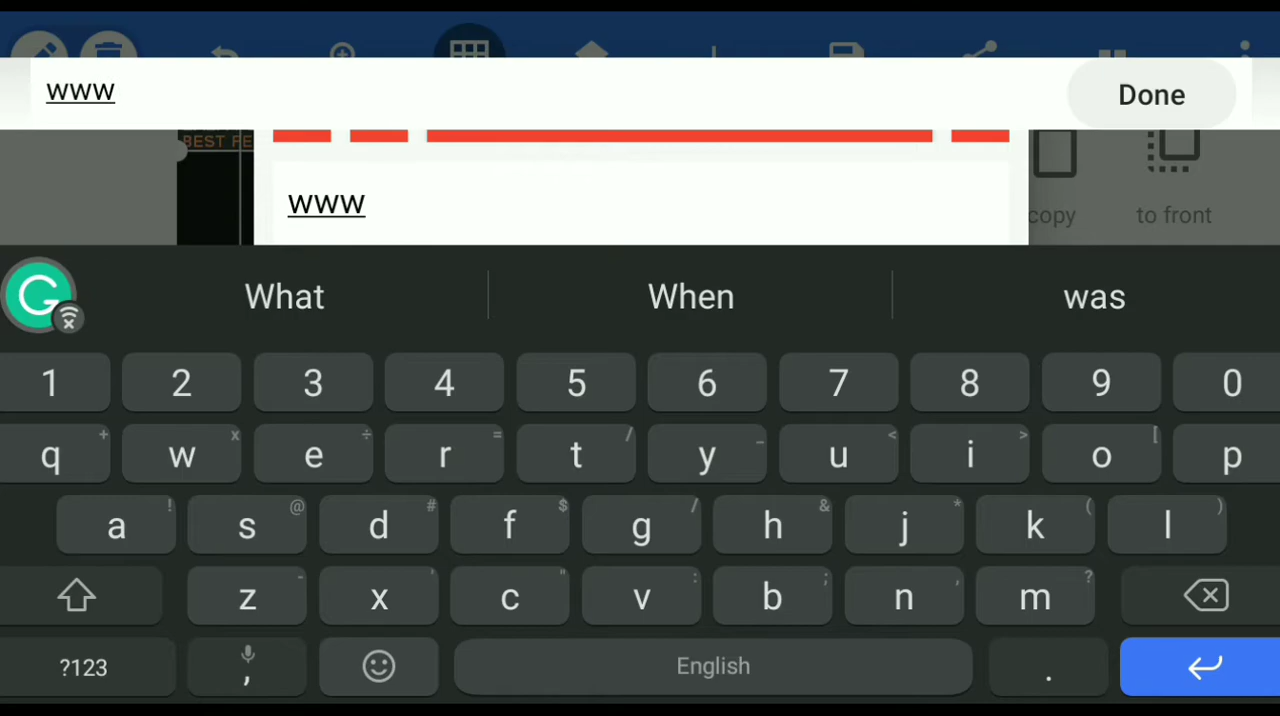 www
Done
BEST FE
www
copy
to front
What
When
was
1 2 3 4 5 6 7 8 9 0
+ x ÷ = / _ < > [
q w e r t y u i o p
! @ # $ / & * ( )
a s d f g h j k l
- ' " : ; , ?
z x c v b n m
?123 , English .